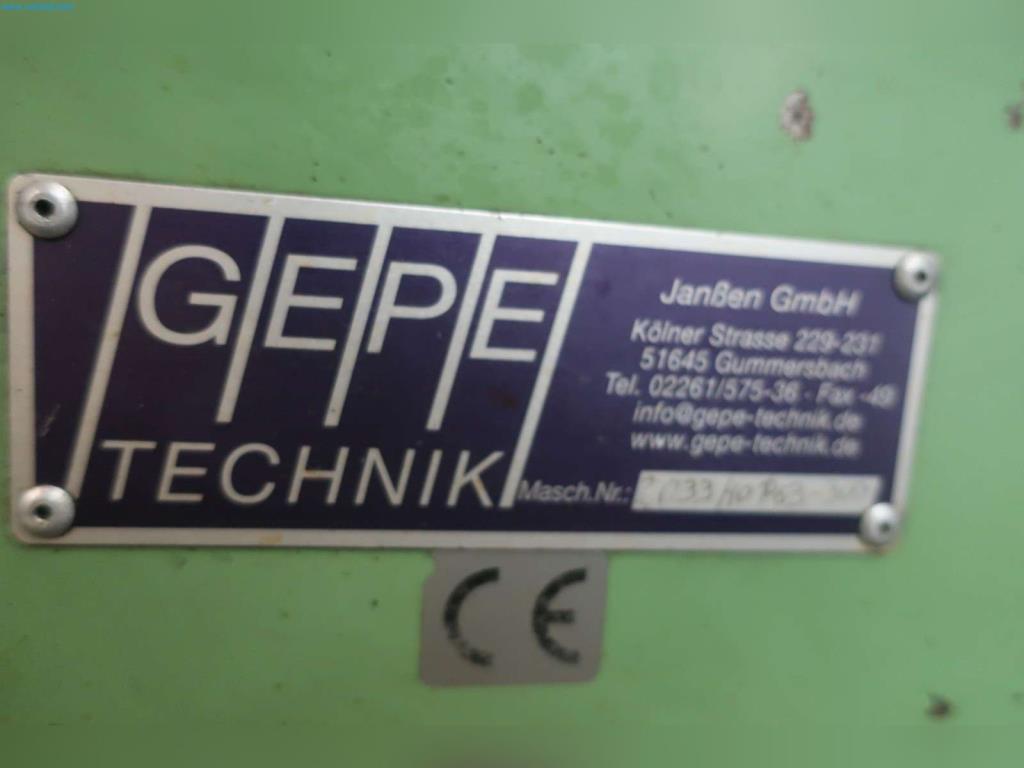 GEPE
TECHNIK
Janßen GmbH
Kölner Strasse 229-231
51645 Gummersbach
Tel. 02261/575-36 · Fax -49
info@gepe-technik.de
www.gepe-technik.de
Masch.Nr.:
CE